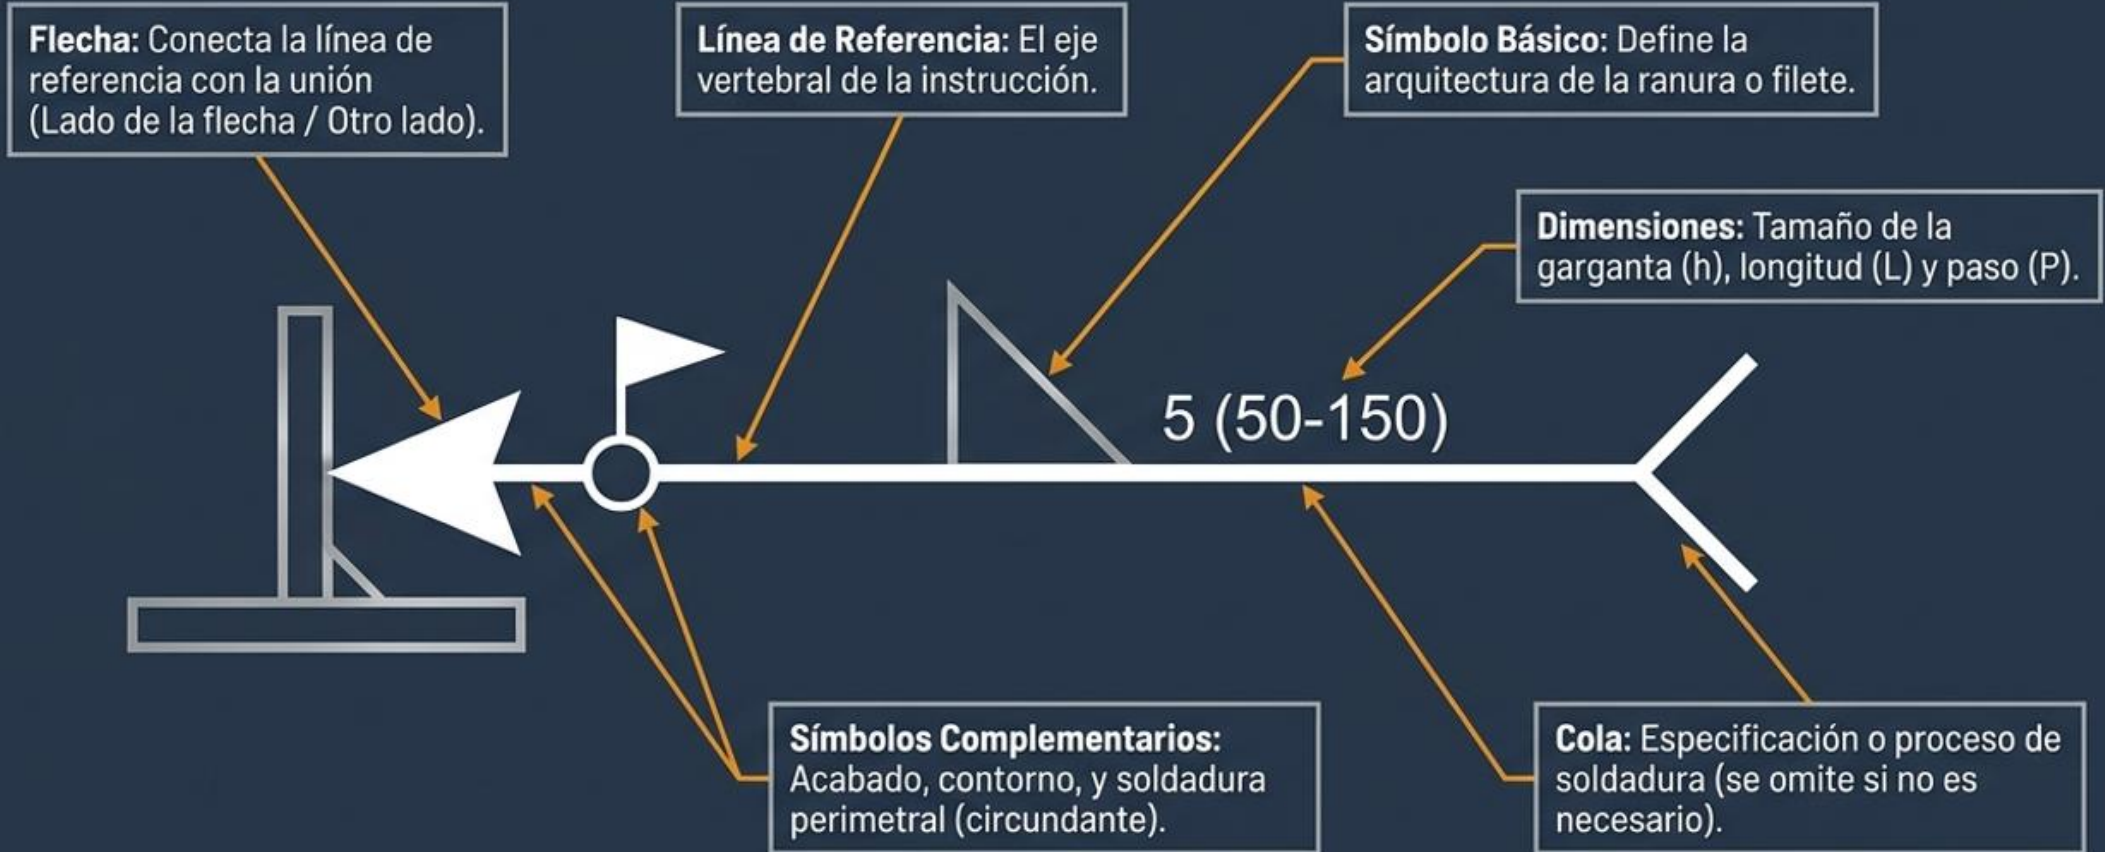 Flecha: Conecta la línea de
referencia con la unión
(Lado de la flecha / Otro lado).
Línea de Referencia: El eje
vertebral de la instrucción.
Símbolo Básico: Define la
arquitectura de la ranura o filete.
Dimensiones: Tamaño de la
garganta (h), longitud (L) y paso (P).
5 (50-150)
Símbolos Complementarios:
Acabado, contorno, y soldadura
perimetral (circundante).
Cola: Especificación o proceso de
soldadura (se omite si no es
necesario).